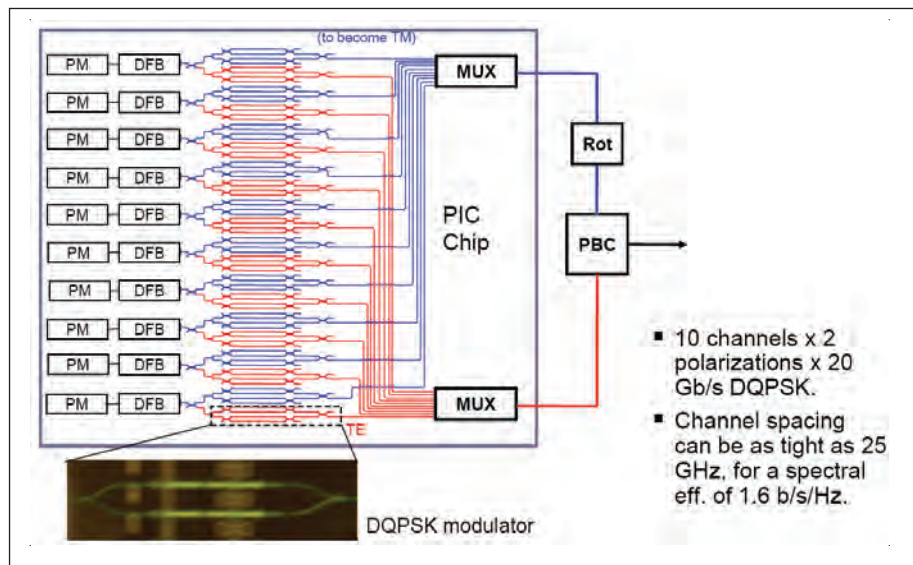 (to become TM)
PM DFB
PM DFB
PM DFB
PM DFB
PM DFB
PM DFB
PM DFB
PM DFB
PM DFB
PM DFB
MUX
Rot
PIC
Chip
PBC
MUX
TE
DQPSK modulator
▪ 10 channels x 2
polarizations x 20
Gb/s DQPSK.
▪ Channel spacing
can be as tight as 25
GHz, for a spectral
eff. of 1.6 b/s/Hz.